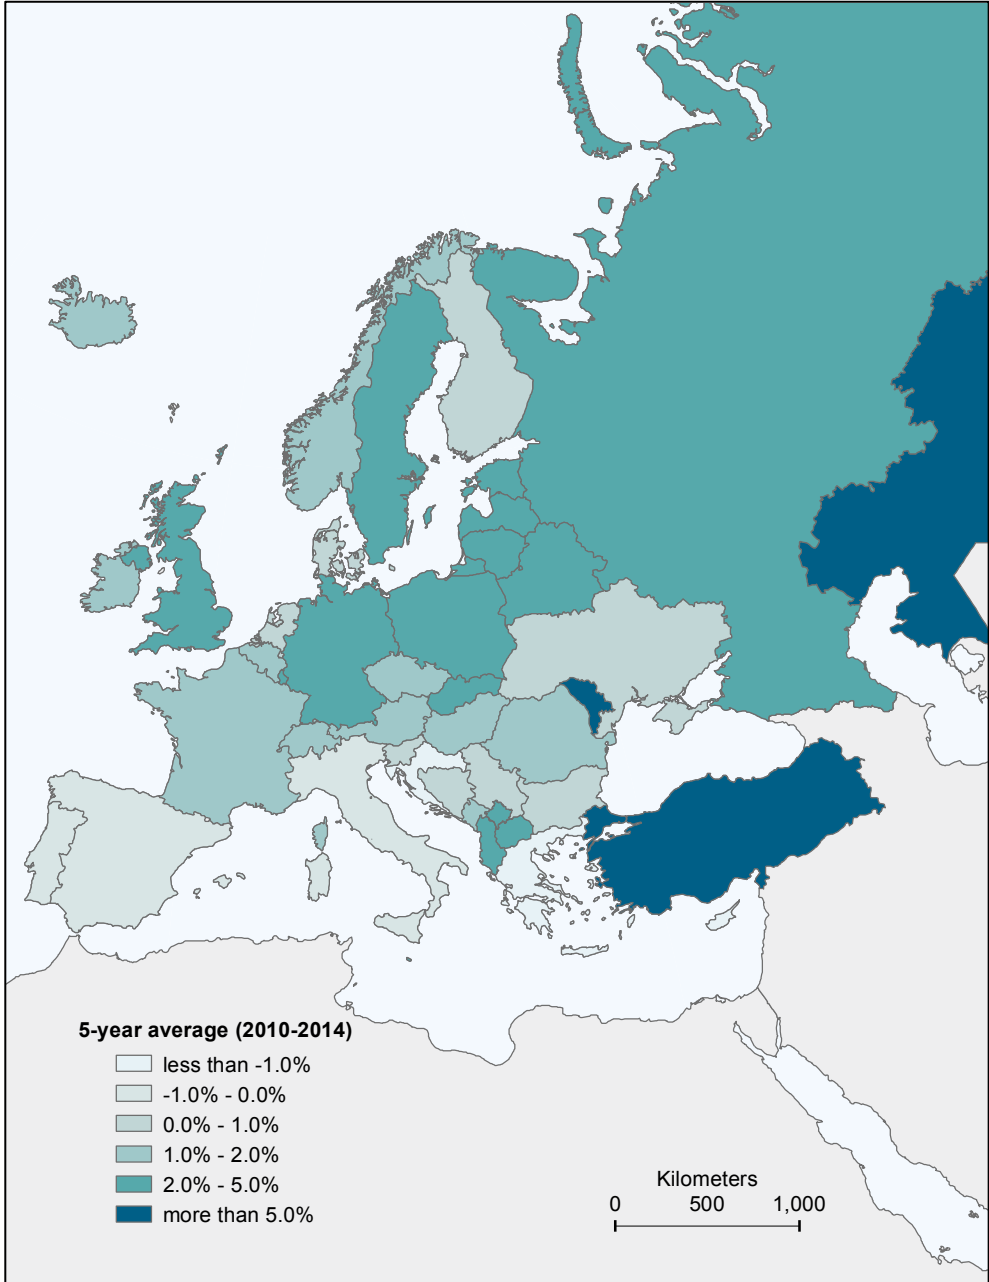 5-year average (2010-2014)
less than -1.0%
-1.0% - 0.0%
0.0% - 1.0%
1.0% - 2.0%
2.0% - 5.0%
more than 5.0%
Kilometers
0 500 1,000